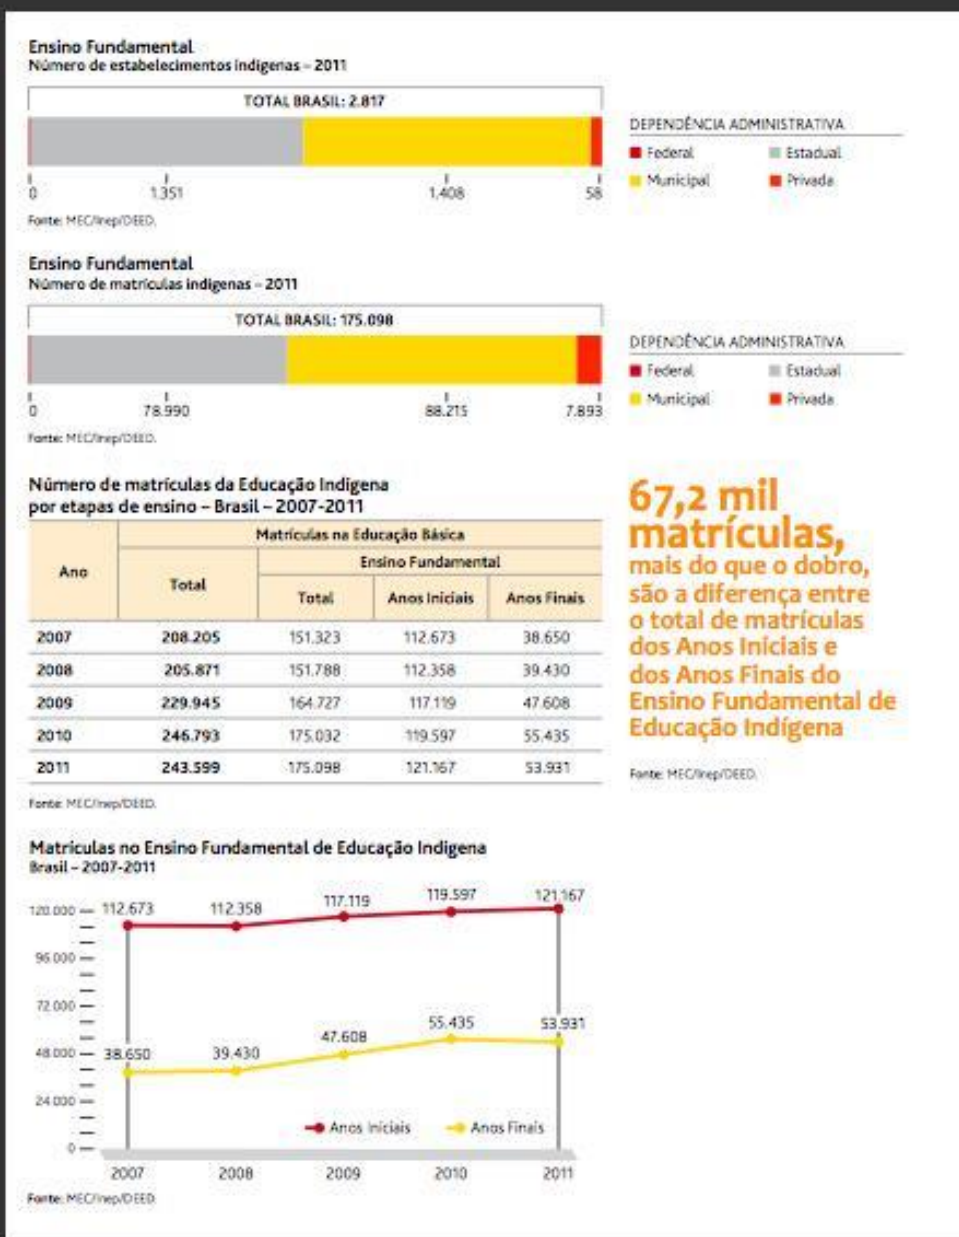 Ensino Fundamental
Número de estabelecimentos indígenas – 2011
TOTAL BRASIL: 2.817
0 1.351 1.408 58
Fonte: MEC/Inep/DEED.
DEPENDÊNCIA ADMINISTRATIVA
Federal Estadual
Municipal Privada
Ensino Fundamental
Número de matrículas indígenas – 2011
TOTAL BRASIL: 175.098
0 78.990 88.215 7.893
Fonte: MEC/Inep/DEED.
DEPENDÊNCIA ADMINISTRATIVA
Federal Estadual
Municipal Privada
Número de matrículas da Educação Indígena
por etapas de ensino – Brasil – 2007-2011
Matrículas na Educação Básica
Ensino Fundamental
Ano Total
Total Anos Iniciais Anos Finais
2007 208.205 151.323 112.673 38.650
2008 205.871 151.788 112.358 39.430
2009 229.945 164.727 117.119 47.608
2010 246.793 175.032 119.597 55.435
2011 243.599 175.098 121.167 53.931
Fonte: MEC/Inep/DEED.
67,2 mil
matrículas,
mais do que o dobro,
são a diferença entre
o total de matrículas
dos Anos Iniciais e
dos Anos Finais do
Ensino Fundamental de
Educação Indígena
Fonte: MEC/Inep/DEED.
Matrículas no Ensino Fundamental de Educação Indígena
Brasil – 2007-2011
120.000 112.673 112.358 117.119 119.597 121.167
96.000
72.000
48.000 38.650 39.430 47.608 55.435 53.931
24.000
Anos Iniciais Anos Finais
0
2007 2008 2009 2010 2011
Fonte: MEC/Inep/DEED.